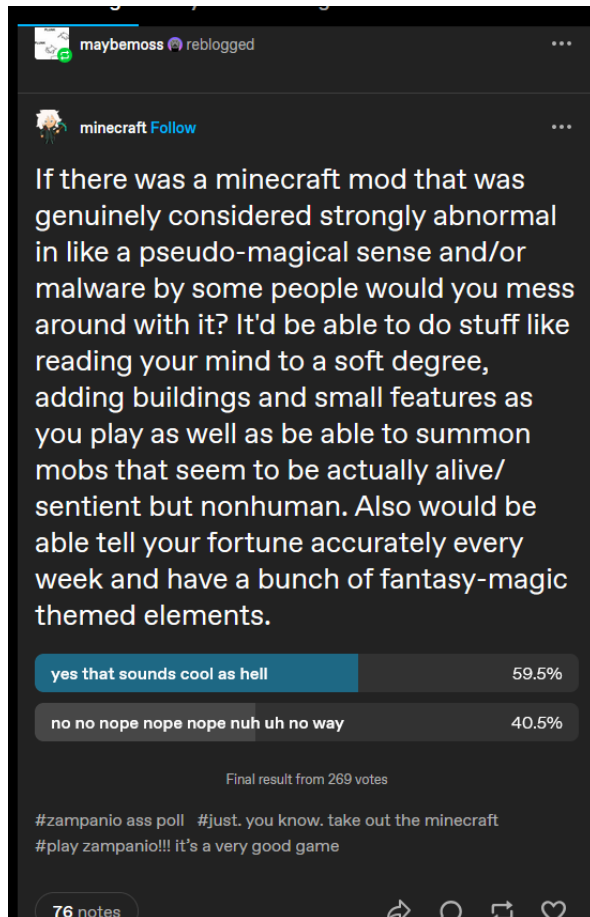 maybemoss reblogged
minecraft Follow
If there was a minecraft mod that was
genuinely considered strongly abnormal
in like a pseudo-magical sense and/or
malware by some people would you mess
around with it? It'd be able to do stuff like
reading your mind to a soft degree,
adding buildings and small features as
you play as well as be able to summon
mobs that seem to be actually alive/
sentient but nonhuman. Also would be
able tell your fortune accurately every
week and have a bunch of fantasy-magic
themed elements.
yes that sounds cool as hell 59.5%
no no nope nope nope nuh uh no way 40.5%
Final result from 269 votes
#zampanio ass poll #just. you know. take out the minecraft
#play zampanio!!! it’s a very good game
76 notes